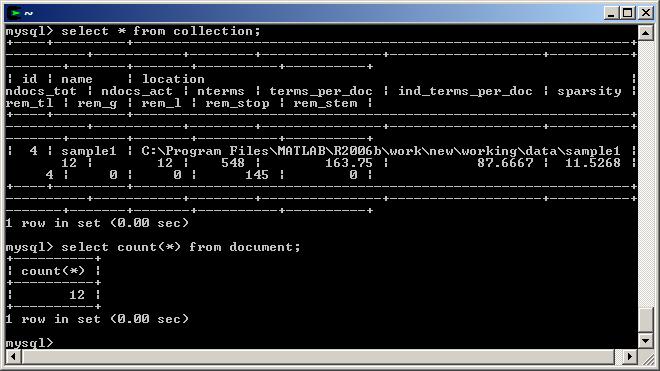 ~
mysql> select * from collection;
+----+---------+-----------------------------------------------------------------+
-----------+-----------+--------+---------------+-------------------+----------+
--------+-------+-------+----------+----------+
| id | name    | location                                                        |
ndocs_tot | ndocs_act | nterms | terms_per_doc | ind_terms_per_doc | sparsity |
rem_tl | rem_g | rem_l | rem_stop | rem_stem |
+----+---------+-----------------------------------------------------------------+
-----------+-----------+--------+---------------+-------------------+----------+
--------+-------+-------+----------+----------+
|  4 | sample1 | C:\Program Files\MATLAB\R2006b\work\new\working\data\sample1 |
       12 |        12 |    548 |        163.75 |           87.6667 |  11.5268 |
     4 |     0 |     0 |      145 |        0 |
+----+---------+-----------------------------------------------------------------+
-----------+-----------+--------+---------------+-------------------+----------+
--------+-------+-------+----------+----------+
1 row in set (0.00 sec)
mysql> select count(*) from document;
+----------+
| count(*) |
+----------+
|       12 |
+----------+
1 row in set (0.00 sec)
mysql>